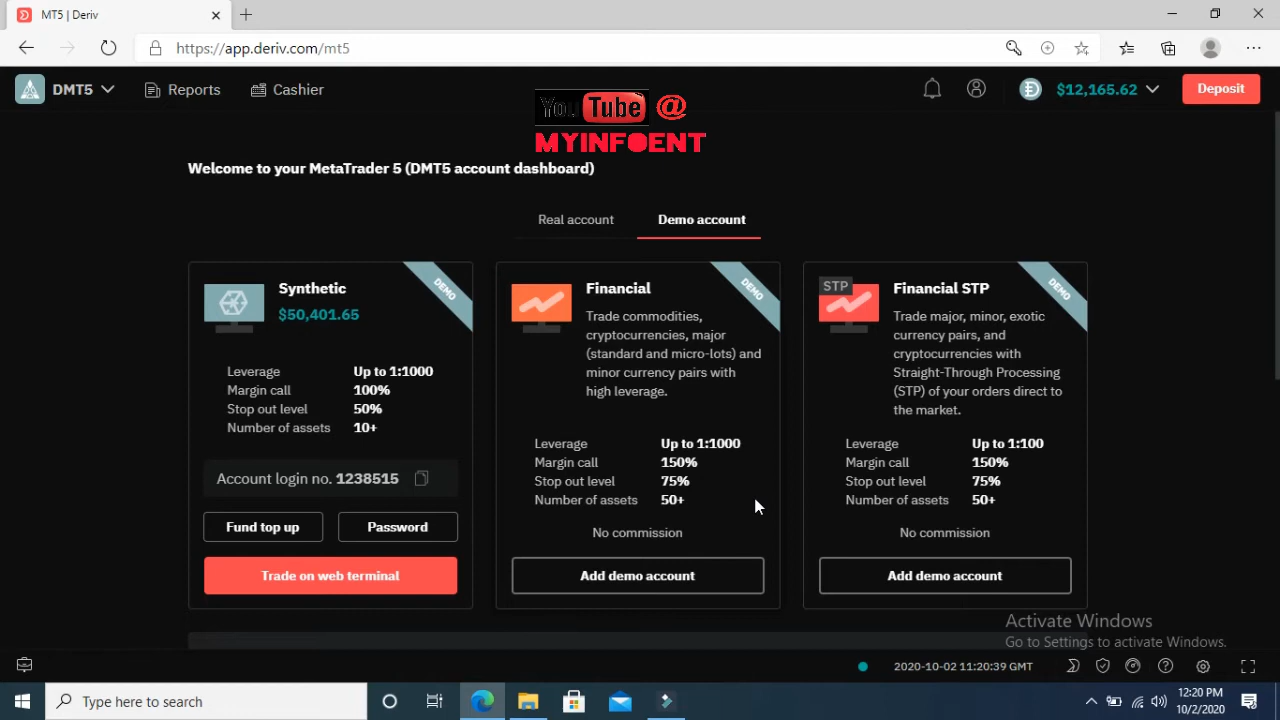 MT5 | Deriv
https://app.deriv.com/mt5
DMT5
Reports
Cashier
$12,165.62
Deposit
YouTube @
MYINFOENT
Welcome to your MetaTrader 5 (DMT5 account dashboard)
Real account
Demo account
DEMO
Synthetic
$50,401.65
Leverage Up to 1:1000
Margin call 100%
Stop out level 50%
Number of assets 10+
Account login no. 1238515
Fund top up
Password
Trade on web terminal
DEMO
Financial
Trade commodities,
cryptocurrencies, major
(standard and micro-lots) and
minor currency pairs with
high leverage.
Leverage Up to 1:1000
Margin call 150%
Stop out level 75%
Number of assets 50+
No commission
Add demo account
DEMO
STP
Financial STP
Trade major, minor, exotic
currency pairs, and
cryptocurrencies with
Straight-Through Processing
(STP) of your orders direct to
the market.
Leverage Up to 1:100
Margin call 150%
Stop out level 75%
Number of assets 50+
No commission
Add demo account
Activate Windows
Go to Settings to activate Windows.
2020-10-02 11:20:39 GMT
Type here to search
12:20 PM
10/2/2020